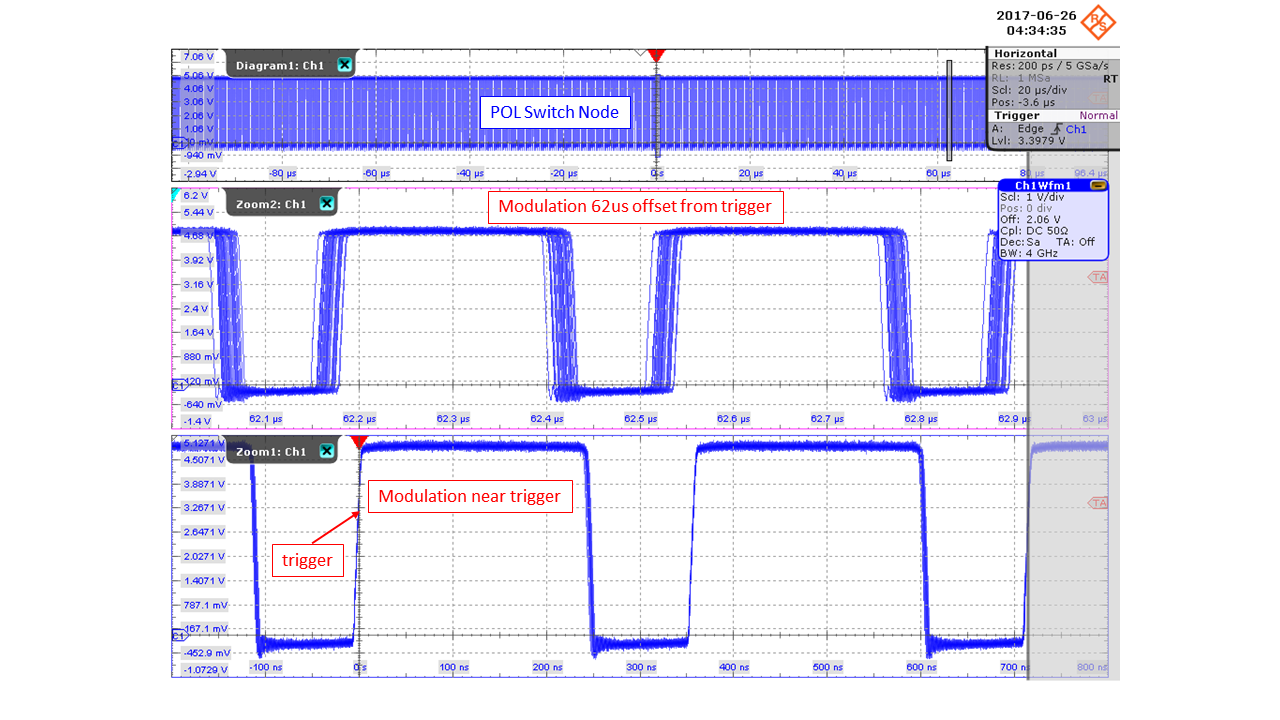 2017-06-26
04:34:35
R&S
Horizontal
Res: 200 ps / 5 GSa/s
RL: 1 MSa
RT
Scl: 20 µs/div
Pos: -3.6 µs
Trigger Normal
A: Edge Ch1
Lvl: 3.3979 V
Diagram1: Ch1
7.06 V
5.06 V
4.06 V
3.06 V
2.06 V
1.06 V
C1
-940 mV
-2.94 V
POL Switch Node
TA
-80 µs -60 µs -40 µs -20 µs 0 s 20 µs 40 µs 60 µs 80 µs 96.4 µs
Ch1Wfm1
Scl: 1 V/div
Pos: 0 div
Off: 2.06 V
Cpl: DC 50Ω
Dec: Sa TA: Off
BW: 4 GHz
Zoom2: Ch1
Modulation 62us offset from trigger
6.2 V
5.44 V
4.68 V
3.92 V
3.16 V
2.4 V
1.64 V
880 mV
120 mV
-640 mV
-1.4 V
C1
TA
62.1 µs 62.2 µs 62.3 µs 62.4 µs 62.5 µs 62.6 µs 62.7 µs 62.8 µs 62.9 µs 63 µs
Zoom1: Ch1
5.1271 V
4.5071 V
3.8871 V
3.2671 V
2.6471 V
2.0271 V
1.4071 V
787.1 mV
167.1 mV
-452.9 mV
-1.0729 V
C1
TA
Modulation near trigger
trigger
-100 ns 0 s 100 ns 200 ns 300 ns 400 ns 500 ns 600 ns 700 ns 800 ns